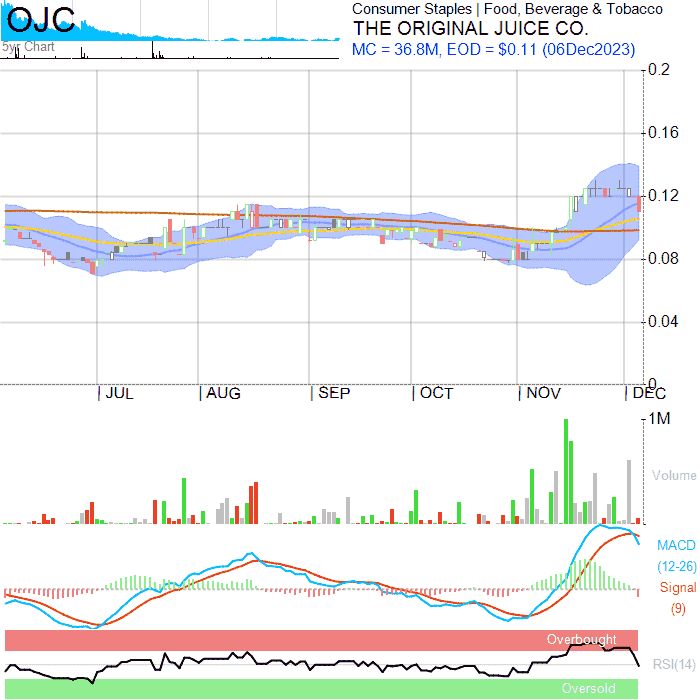 OJC
5yr Chart
Consumer Staples | Food, Beverage & Tobacco
THE ORIGINAL JUICE CO.
MC = 36.8M, EOD = $0.11 (06Dec2023)
0.2
0.16
0.12
0.08
0.04
0
JUL AUG SEP OCT NOV DEC
1M
Volume
MACD
(12-26)
Signal
(9)
Overbought
RSI(14)
Oversold